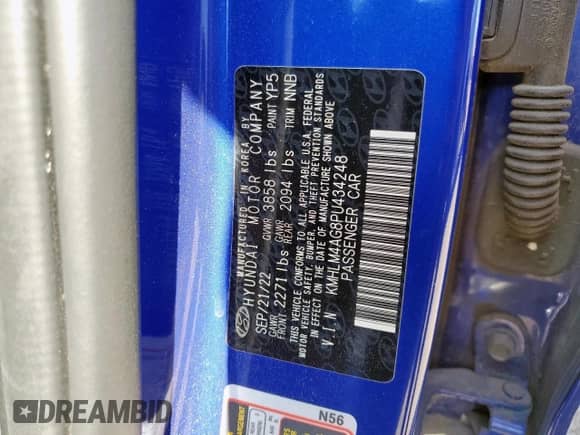 MANUFACTURED IN KOREA BY
HYUNDAI MOTOR COMPANY
SEP/21/22 GVWR 3858 lbs PAINT YP5
GAWR FRONT 2271 lbs GAWR REAR 2094 lbs TRIM NNB
THIS VEHICLE CONFORMS TO ALL APPLICABLE U.S.A. FEDERAL
MOTOR VEHICLE SAFETY, BUMPER, AND THEFT PREVENTION STANDARDS
IN EFFECT ON THE DATE OF MANUFACTURE SHOWN ABOVE
V I N KMHLM4AG8PU434248
PASSENGER CAR
N56
DREAMBID